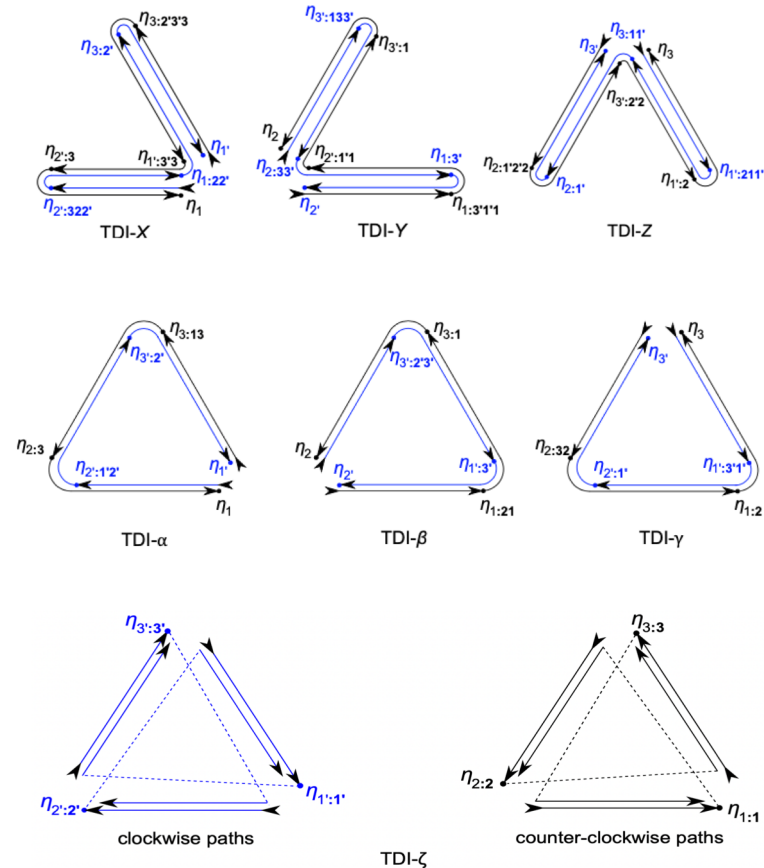 η3:2'3'3
η3:2'
η2':3
η1':3'3
η1'
η1:22'
η2':322'
η1
TDI-X
η3':133'
η3':1
η2
η2':1'1
η2:33'
η1:3'
η2'
η1:3'1'1
TDI-Y
η3:11'
η3'
η3
η3':2'2
η2:1'2'2
η2:1'
η1':2
η1':211'
TDI-Z
η3:13
η3':2'
η2:3
η2':1'2'
η1'
η1
TDI-α
η3:1
η3':2'3'
η2
η2'
η1':3'
η1:21
TDI-β
η3
η3'
η2:32
η2':1'
η1':3'1'
η1:2
TDI-γ
η3':3'
η2':2'
η1':1'
clockwise paths
η3:3
η2:2
η1:1
counter-clockwise paths
TDI-ζ